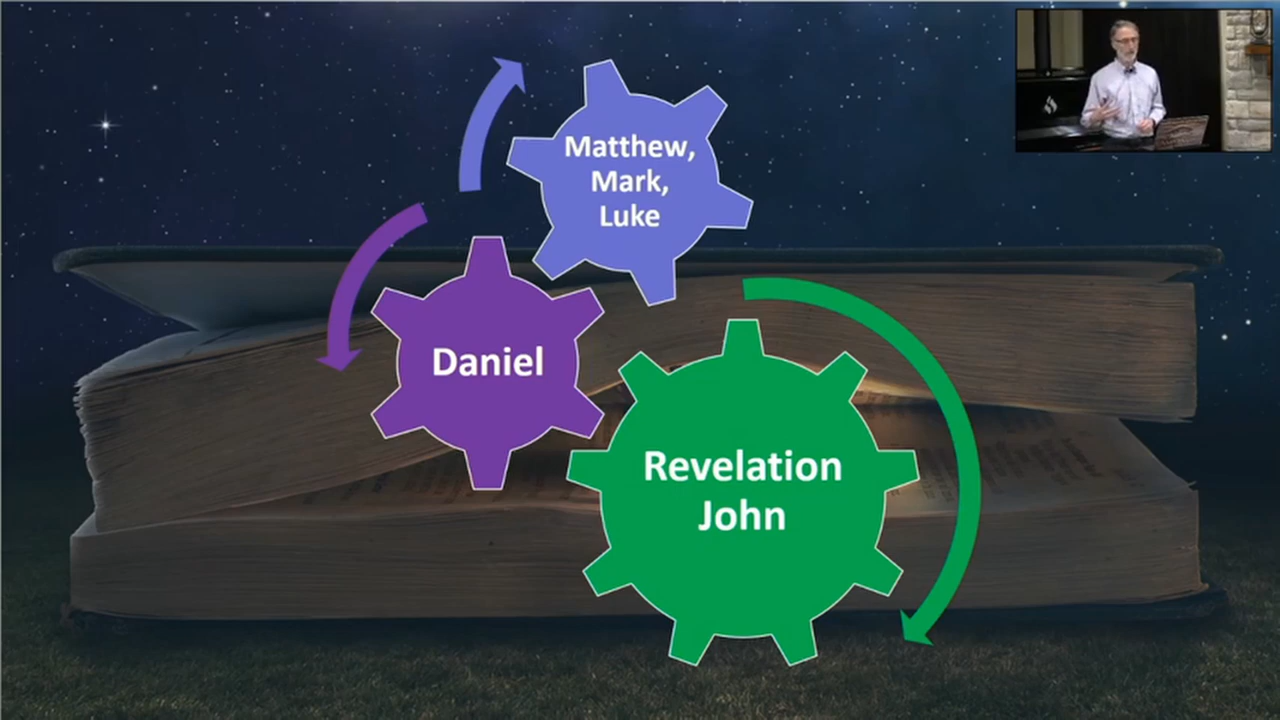 Matthew,
Mark,
Luke
Daniel
Revelation
John